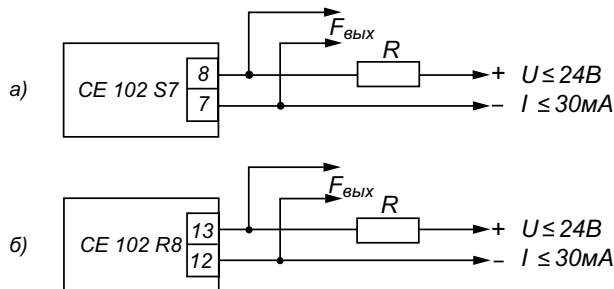 Fвых
R
8
+ U ≤ 24В
а) CE 102 S7
7
– I ≤ 30мА
Fвых
R
13
+ U ≤ 24В
б) CE 102 R8
12
– I ≤ 30мА